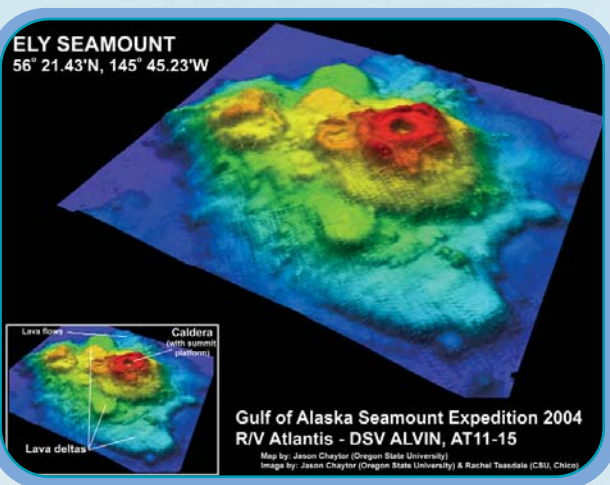 ELY SEAMOUNT
56° 21.43'N, 145° 45.23'W
Lava flows
Caldera
(with summit
platform)
Lava deltas
Gulf of Alaska Seamount Expedition 2004
R/V Atlantis - DSV ALVIN, AT11-15
Map by: Jason Chaytor (Oregon State University)
Image by: Jason Chaytor (Oregon State University) & Rachel Teasdale (CSU, Chico)